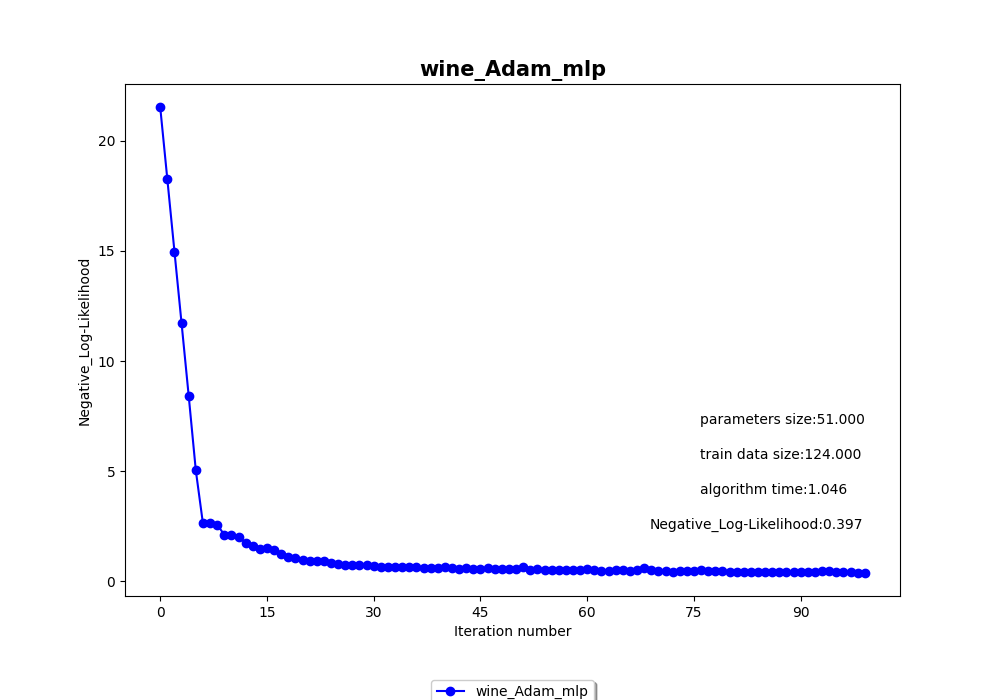 wine_Adam_mlp
Negative_Log-Likelihood
20
15
10
5
0
parameters size:51.000
train data size:124.000
algorithm time:1.046
Negative_Log-Likelihood:0.397
0 15 30 45 60 75 90
Iteration number
wine_Adam_mlp